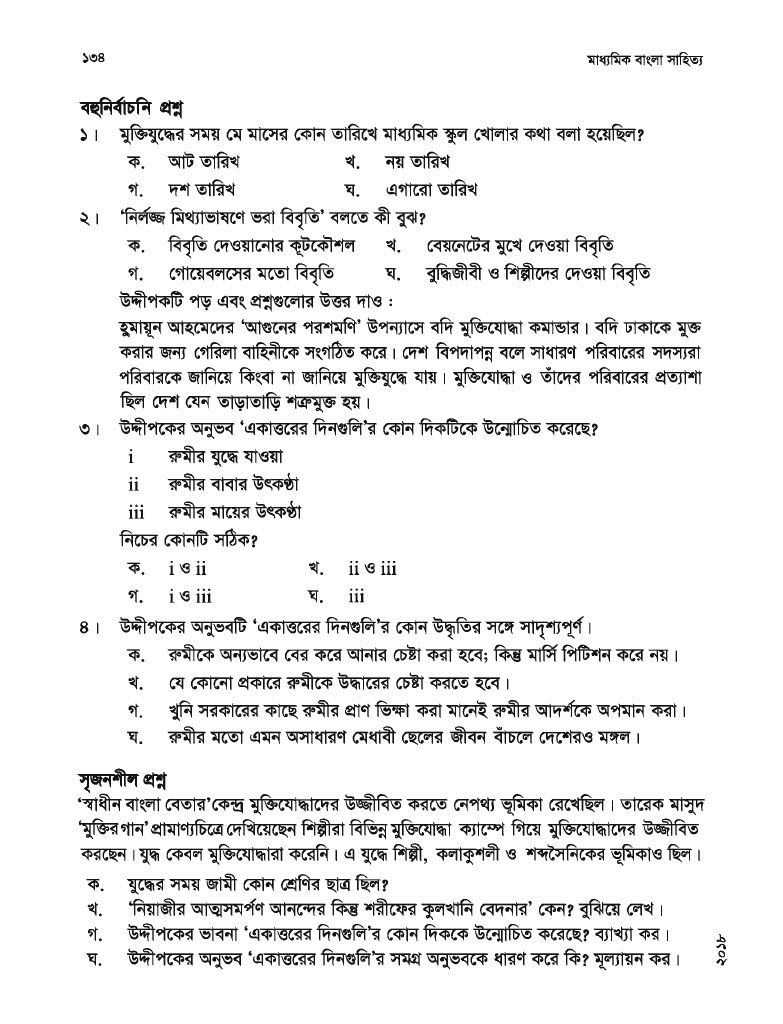 ১৩৪ মাধ্যমিক বাংলা সাহিত্য
বহুনির্বাচনি প্রশ্ন
১। মুক্তিযুদ্ধের সময় মে মাসের কোন তারিখে মাধ্যমিক স্কুল খোলার কথা বলা হয়েছিল?
ক. আট তারিখ খ. নয় তারিখ
গ. দশ তারিখ ঘ. এগারো তারিখ
২। ‘নির্লজ্জ মিথ্যাভাষণে ভরা বিবৃতি’ বলতে কী বুঝ?
ক. বিবৃতি দেওয়ানোর কূটকৌশল খ. বেয়নেটের মুখে দেওয়া বিবৃতি
গ. গোয়েবলসের মতো বিবৃতি ঘ. বুদ্ধিজীবী ও শিল্পীদের দেওয়া বিবৃতি
উদ্দীপকটি পড় এবং প্রশ্নগুলোর উত্তর দাও :
হুমায়ূন আহমেদের ‘আগুনের পরশমণি’ উপন্যাসে বদি মুক্তিযোদ্ধা কমান্ডার। বদি ঢাকাকে মুক্ত
করার জন্য গেরিলা বাহিনীকে সংগঠিত করে। দেশ বিপদাপন্ন বলে সাধারণ পরিবারের সদস্যরা
পরিবারকে জানিয়ে কিংবা না জানিয়ে মুক্তিযুদ্ধে যায়। মুক্তিযোদ্ধা ও তাঁদের পরিবারের প্রত্যাশা
ছিল দেশ যেন তাড়াতাড়ি শত্রুমুক্ত হয়।
৩। উদ্দীপকের অনুভব ‘একাত্তরের দিনগুলি’র কোন দিকটিকে উন্মোচিত করেছে?
i রুমীর যুদ্ধে যাওয়া
ii রুমীর বাবার উৎকণ্ঠা
iii রুমীর মায়ের উৎকণ্ঠা
নিচের কোনটি সঠিক?
ক. i ও ii খ. ii ও iii
গ. i ও iii ঘ. iii
৪। উদ্দীপকের অনুভবটি ‘একাত্তরের দিনগুলি’র কোন উদ্ধৃতির সঙ্গে সাদৃশ্যপূর্ণ।
ক. রুমীকে অন্যভাবে বের করে আনার চেষ্টা করা হবে; কিন্তু মার্সি পিটিশন করে নয়।
খ. যে কোনো প্রকারে রুমীকে উদ্ধারের চেষ্টা করতে হবে।
গ. খুনি সরকারের কাছে রুমীর প্রাণ ভিক্ষা করা মানেই রুমীর আদর্শকে অপমান করা।
ঘ. রুমীর মতো এমন অসাধারণ মেধাবী ছেলের জীবন বাঁচলে দেশেরও মঙ্গল।
সৃজনশীল প্রশ্ন
‘স্বাধীন বাংলা বেতার’ কেন্দ্র মুক্তিযোদ্ধাদের উজ্জীবিত করতে নেপথ্য ভূমিকা রেখেছিল। তারেক মাসুদ
‘মুক্তির গান’ প্রামাণ্যচিত্রে দেখিয়েছেন শিল্পীরা বিভিন্ন মুক্তিযোদ্ধা ক্যাম্পে গিয়ে মুক্তিযোদ্ধাদের উজ্জীবিত
করছেন। যুদ্ধ কেবল মুক্তিযোদ্ধারা করেনি। এ যুদ্ধে শিল্পী, কলাকুশলী ও শব্দসৈনিকের ভূমিকাও ছিল।
ক. যুদ্ধের সময় জামী কোন শ্রেণির ছাত্র ছিল?
খ. ‘নিয়াজীর আত্মসমর্পণ আনন্দের কিন্তু শরীফের কুলখানি বেদনার’ কেন? বুঝিয়ে লেখ।
গ. উদ্দীপকের ভাবনা ‘একাত্তরের দিনগুলি’র কোন দিককে উন্মোচিত করেছে? ব্যাখ্যা কর।
ঘ. উদ্দীপকের অনুভব ‘একাত্তরের দিনগুলি’র সমগ্র অনুভবকে ধারণ করে কি? মূল্যায়ন কর।
২০১৮